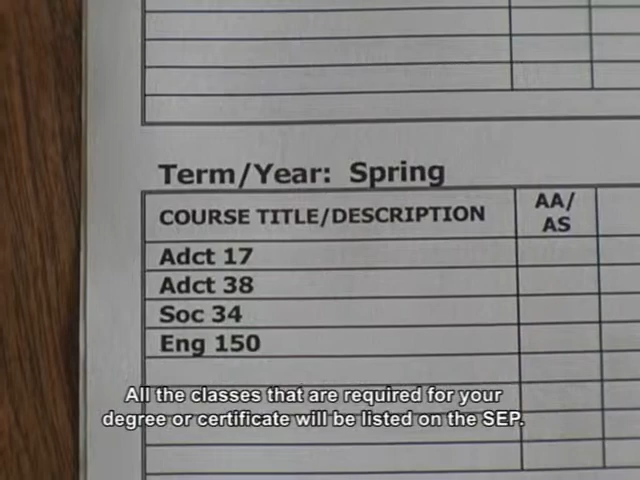 Term/Year: Spring
COURSE TITLE/DESCRIPTION
AA/
AS
Adct 17
Adct 38
Soc 34
Eng 150
All the classes that are required for your
degree or certificate will be listed on the SEP.